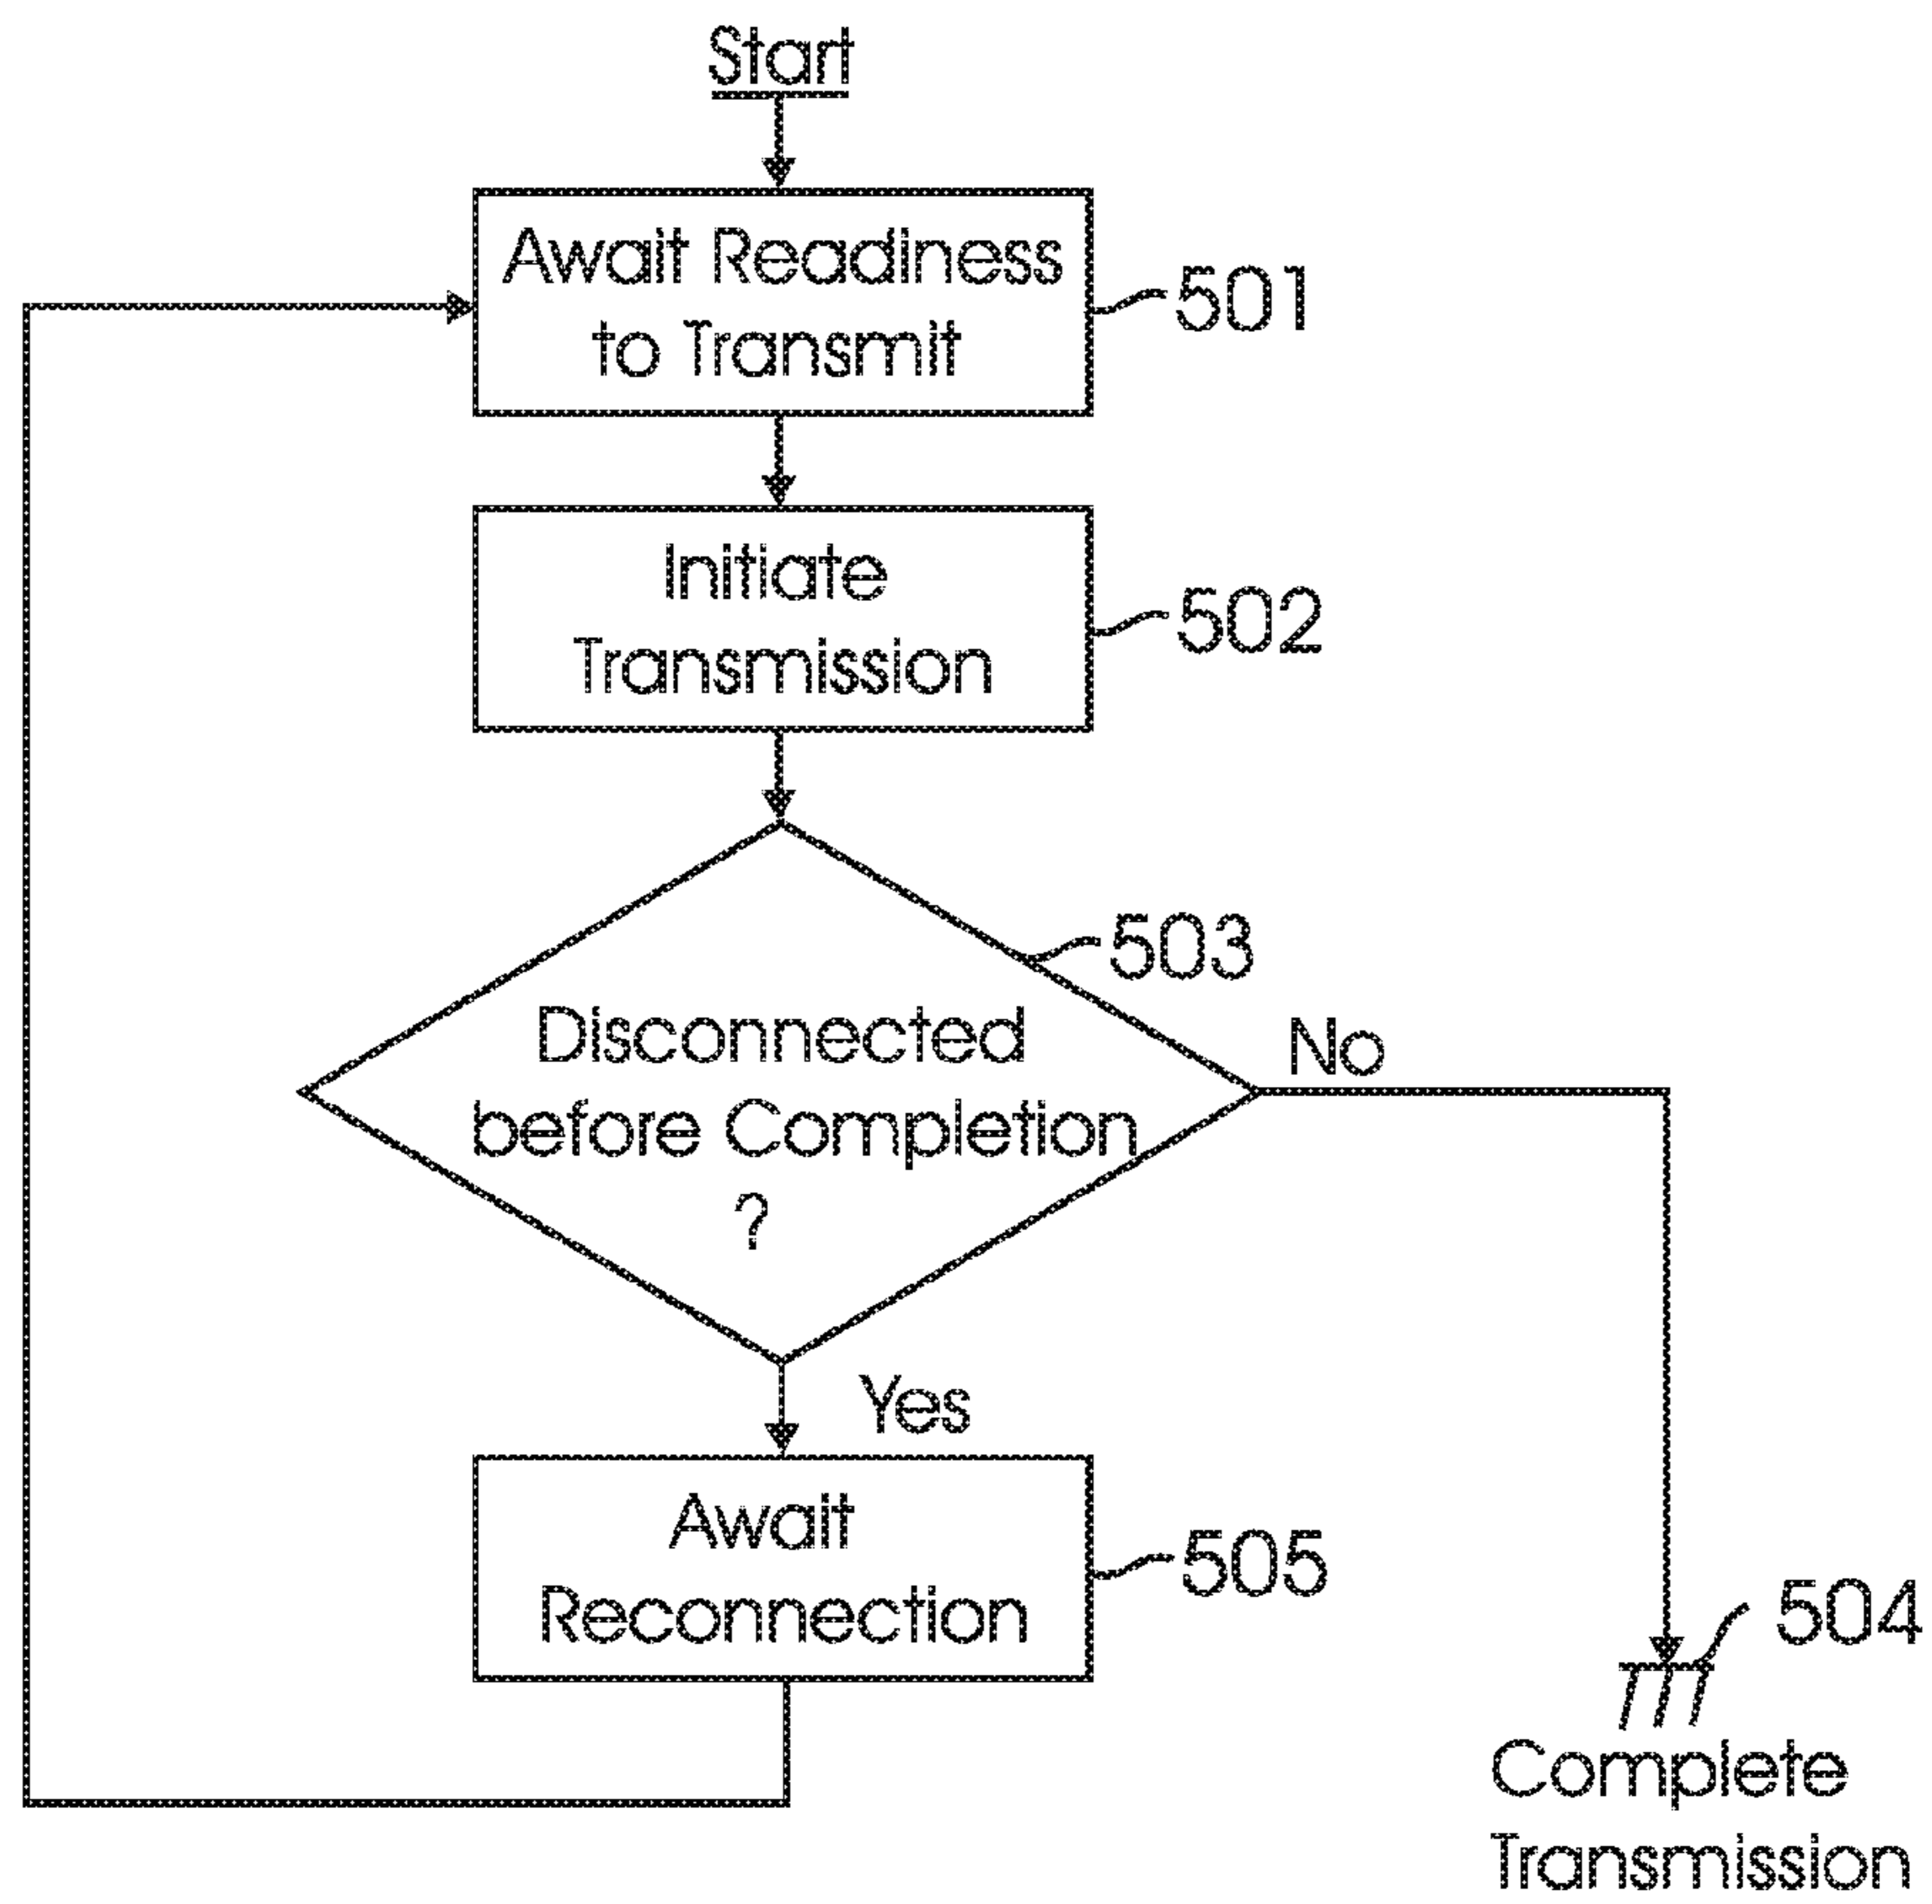 Start
Await Readiness
to Transmit
501
Initiate
Transmission
502
503
Disconnected
before Completion
?
No
Yes
Await
Reconnection
505
504
Complete
Transmission